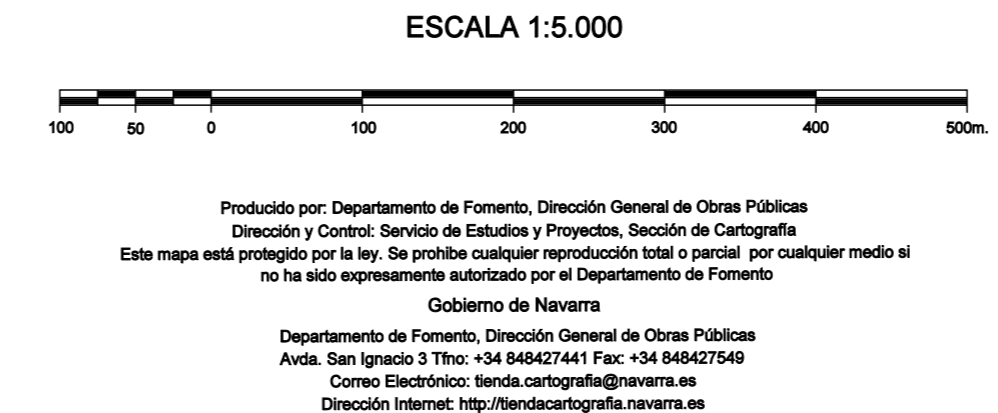 ESCALA 1:5.000
100 50 0 100 200 300 400 500m.
Producido por: Departamento de Fomento, Dirección General de Obras Públicas
Dirección y Control: Servicio de Estudios y Proyectos, Sección de Cartografía
Este mapa está protegido por la ley. Se prohibe cualquier reproducción total o parcial por cualquier medio si
no ha sido expresamente autorizado por el Departamento de Fomento
Gobierno de Navarra
Departamento de Fomento, Dirección General de Obras Públicas
Avda. San Ignacio 3 Tfno: +34 848427441 Fax: +34 848427549
Correo Electrónico: tienda.cartografia@navarra.es
Dirección Internet: http://tiendacartografia.navarra.es